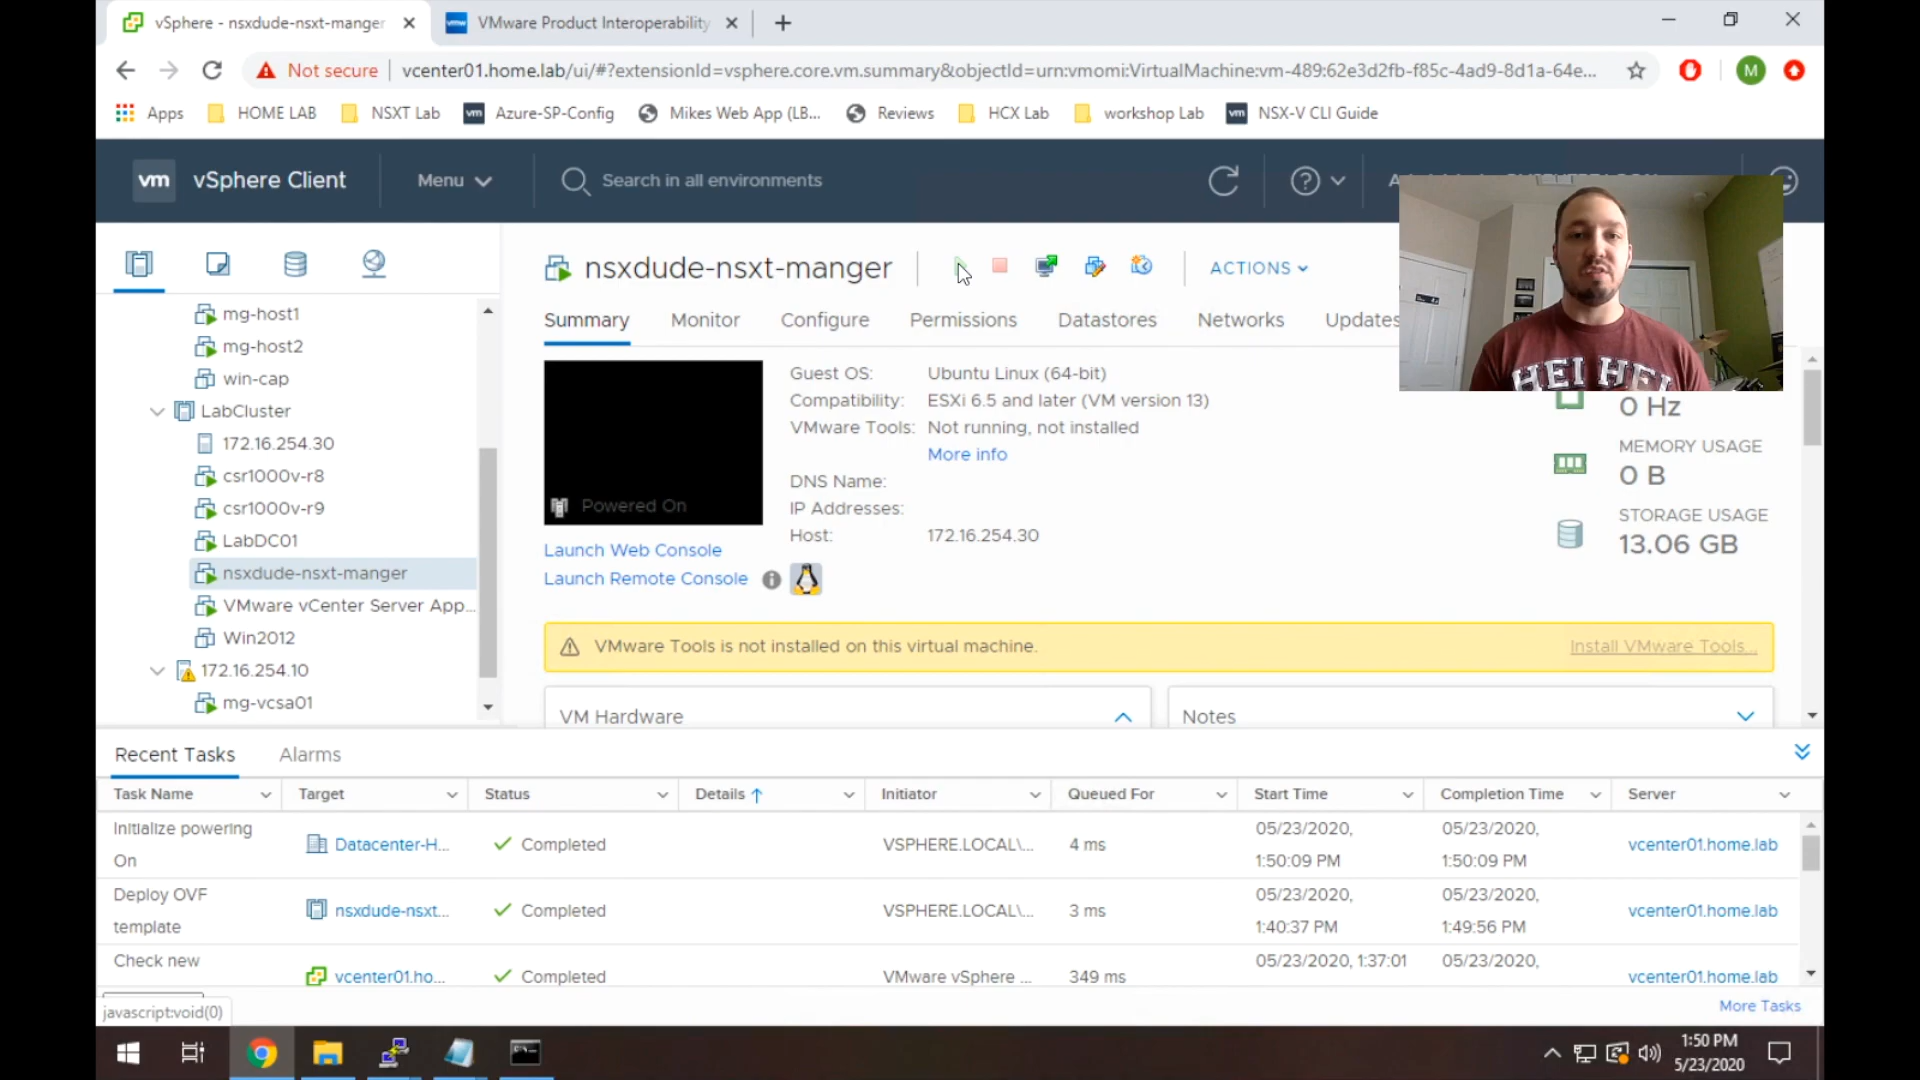 vSphere - nsxdude-nsxt-manger
VMware Product Interoperability
Not secure
vcenter01.home.lab/ui/#?extensionId=vsphere.core.vm.summary&objectId=urn:vmomi:VirtualMachine:vm-489:62e3d2fb-f85c-4ad9-8d1a-64e...
M
Apps
HOME LAB
NSXT Lab
vm
Azure-SP-Config
Mikes Web App (LB...
Reviews
HCX Lab
workshop Lab
vm
NSX-V CLI Guide
vm
vSphere Client
Menu
Search in all environments
mg-host1
mg-host2
win-cap
LabCluster
172.16.254.30
csr1000v-r8
csr1000v-r9
LabDC01
nsxdude-nsxt-manger
VMware vCenter Server App...
Win2012
172.16.254.10
mg-vcsa01
nsxdude-nsxt-manger
ACTIONS
Summary
Monitor
Configure
Permissions
Datastores
Networks
Updates
Powered On
Launch Web Console
Launch Remote Console
Guest OS: Ubuntu Linux (64-bit)
Compatibility: ESXi 6.5 and later (VM version 13)
VMware Tools: Not running, not installed
More info
DNS Name:
IP Addresses:
Host: 172.16.254.30
HEI HEI
0 Hz
MEMORY USAGE
0 B
STORAGE USAGE
13.06 GB
VMware Tools is not installed on this virtual machine.
Install VMware Tools...
VM Hardware
Notes
Recent Tasks
Alarms
Task Name Target Status Details Initiator Queued For Start Time Completion Time Server
Initialize powering On Datacenter-H... Completed VSPHERE.LOCAL\... 4 ms 05/23/2020, 1:50:09 PM 05/23/2020, 1:50:09 PM vcenter01.home.lab
Deploy OVF template nsxdude-nsxt... Completed VSPHERE.LOCAL\... 3 ms 05/23/2020, 1:40:37 PM 05/23/2020, 1:49:56 PM vcenter01.home.lab
Check new vcenter01.ho... Completed VMware vSphere ... 349 ms 05/23/2020, 1:37:01 05/23/2020, vcenter01.home.lab
javascript:void(0)
More Tasks
1:50 PM
5/23/2020